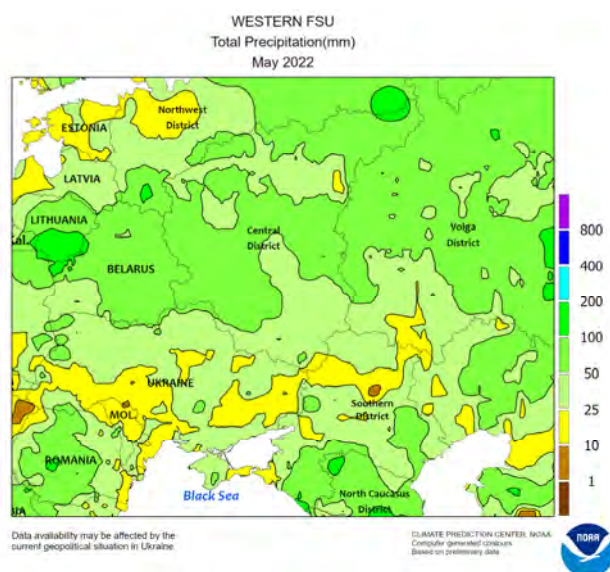 WESTERN FSU
Total Precipitation(mm)
May 2022
ESTONIA
Northwest
District
LATVIA
LITHUANIA
al.
BELARUS
Central
District
Volga
District
UKRAINE
MOL.
Southern
District
ROMANIA
Black Sea
North Caucasus
District
IA
800
400
200
100
50
25
10
1
Data availability may be affected by the
current geopolitical situation in Ukraine
CLIMATE PREDICTION CENTER, NOAA
Computer generated contours
Based on preliminary data
NOAA